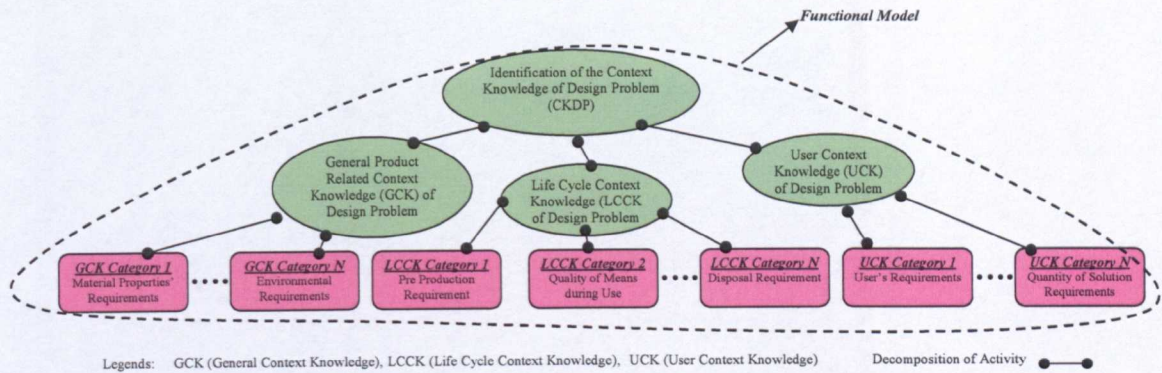 Functional Model
Identification of the Context
Knowledge of Design Problem
(CKDP)
General Product
Related Context
Knowledge (GCK) of
Design Problem
Life Cycle Context
Knowledge (LCCK
of Design Problem
User Context
Knowledge (UCK)
of Design Problem
GCK Category 1
Material Properties'
Requirements
GCK Category N
Environmental
Requirements
LCCK Category 1
Pre Production
Requirement
LCCK Category 2
Quality of Means
during Use
LCCK Category N
Disposal Requirement
UCK Category 1
User's Requirements
UCK Category N
Quantity of Solution
Requirements
Legends: GCK (General Context Knowledge), LCCK (Life Cycle Context Knowledge), UCK (User Context Knowledge) Decomposition of Activity